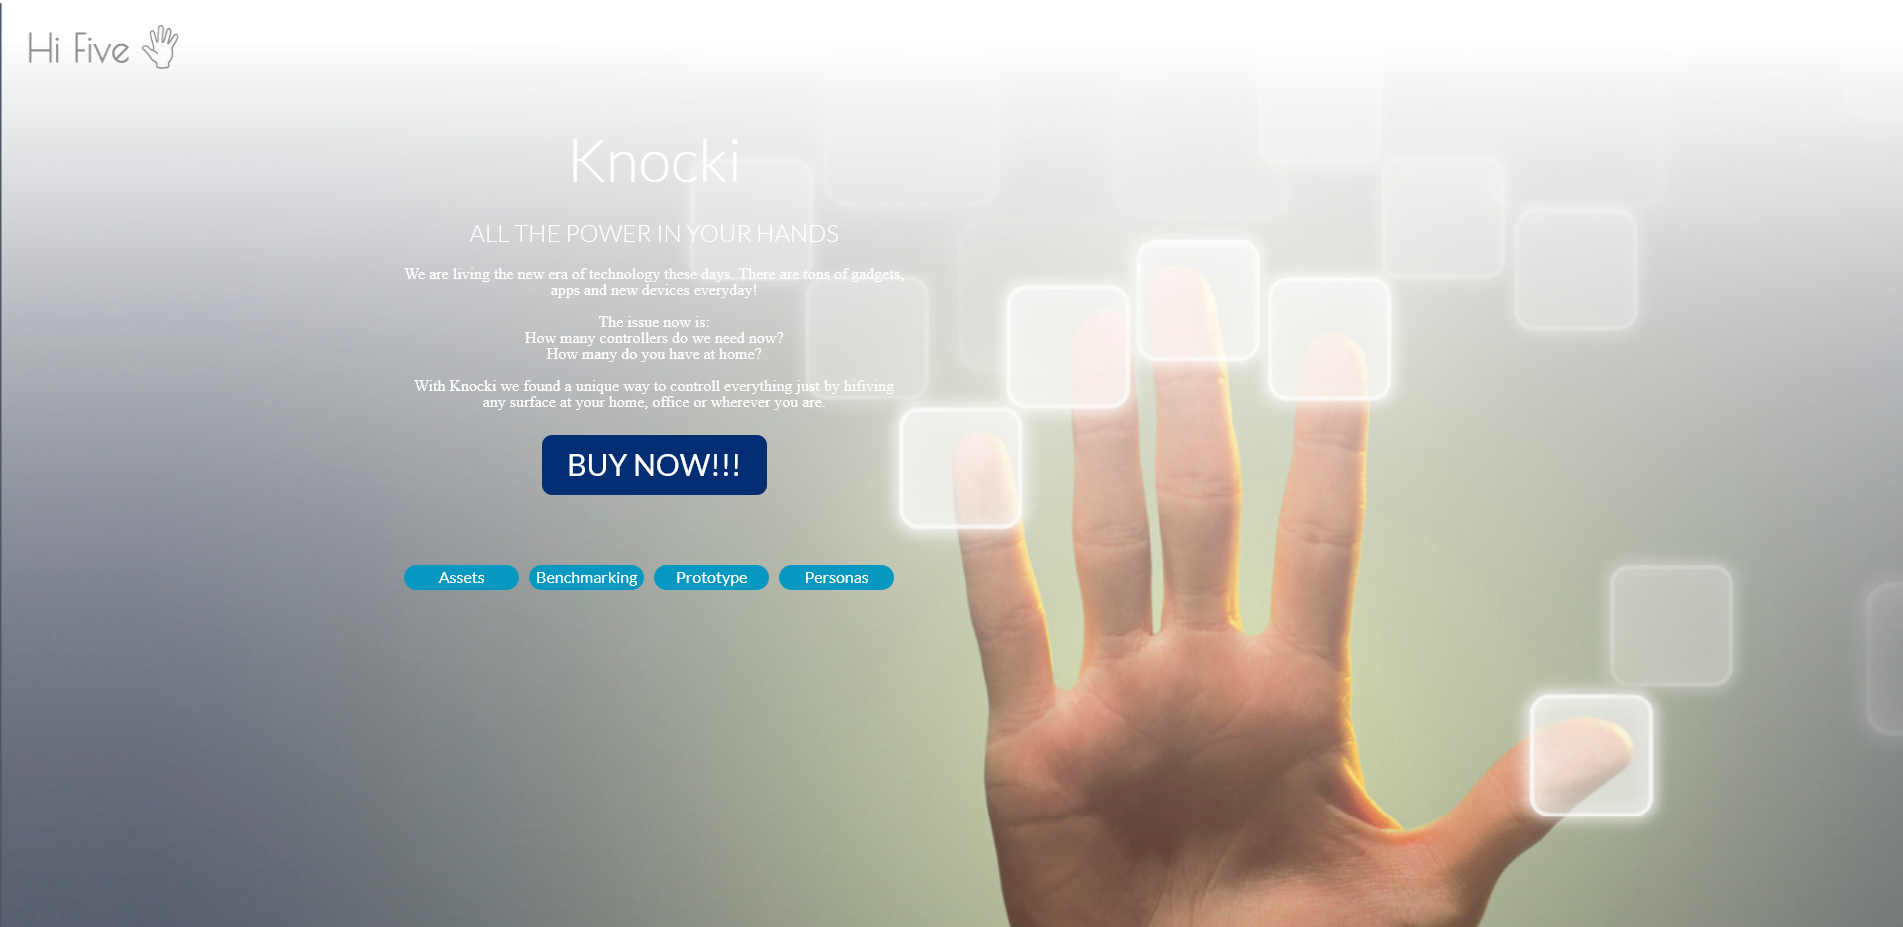 Hi Five
Knocki
ALL THE POWER IN YOUR HANDS
We are living the new era of technology these days. There are tons of gadgets,
apps and new devices everyday!
The issue now is:
How many controllers do we need now?
How many do you have at home?
With Knocki we found a unique way to controll everything just by hifiving
any surface at your home, office or wherever you are.
BUY NOW!!!
Assets Benchmarking Prototype Personas